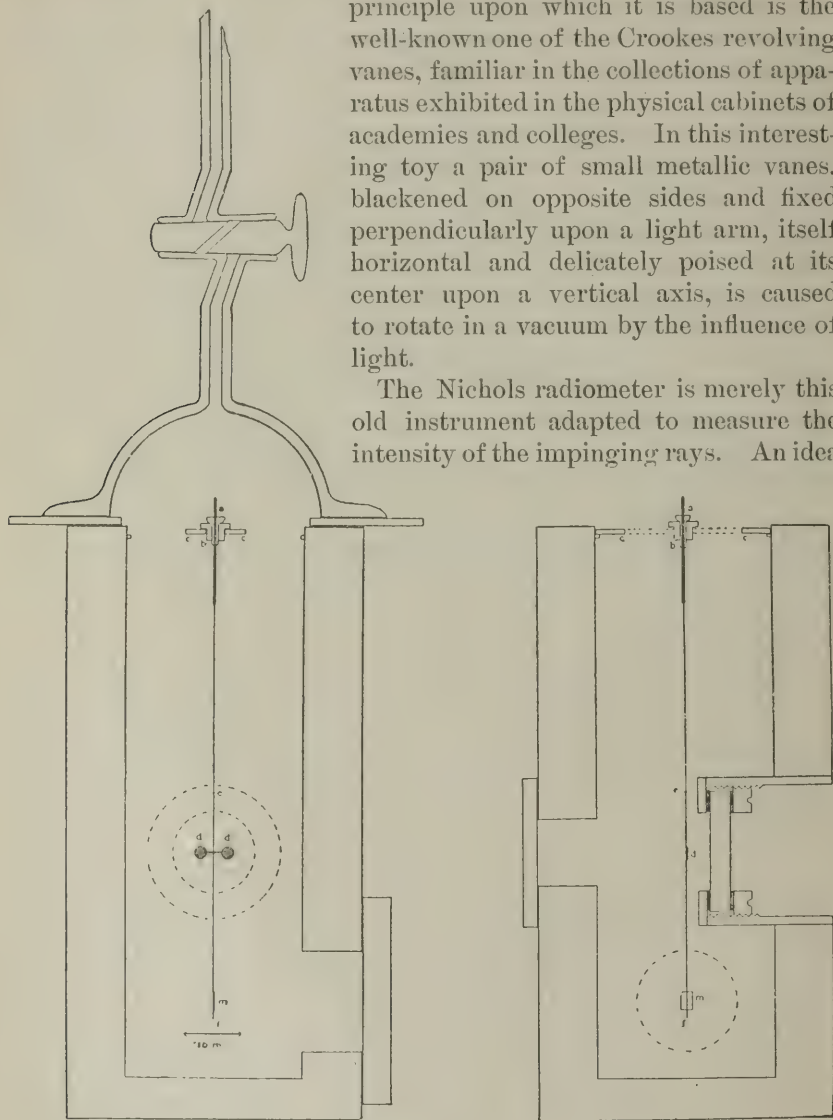 principle upon which it is based is the
well-known one of the Crookes revolving
vanes, familiar in the collections of appa-
ratus exhibited in the physical cabinets of
academies and colleges. In this interest-
ing toy a pair of small metallic vanes,
blackened on opposite sides and fixed
perpendicularly upon a light arm, itself
horizontal and delicately poised at its
center upon a vertical axis, is caused
to rotate in a vacuum by the influence of
light.
The Nichols radiometer is merely this
old instrument adapted to measure the
intensity of the impinging rays. An idea
a
c b c
a
c b c
c
d d
m
f
e
d
m
f